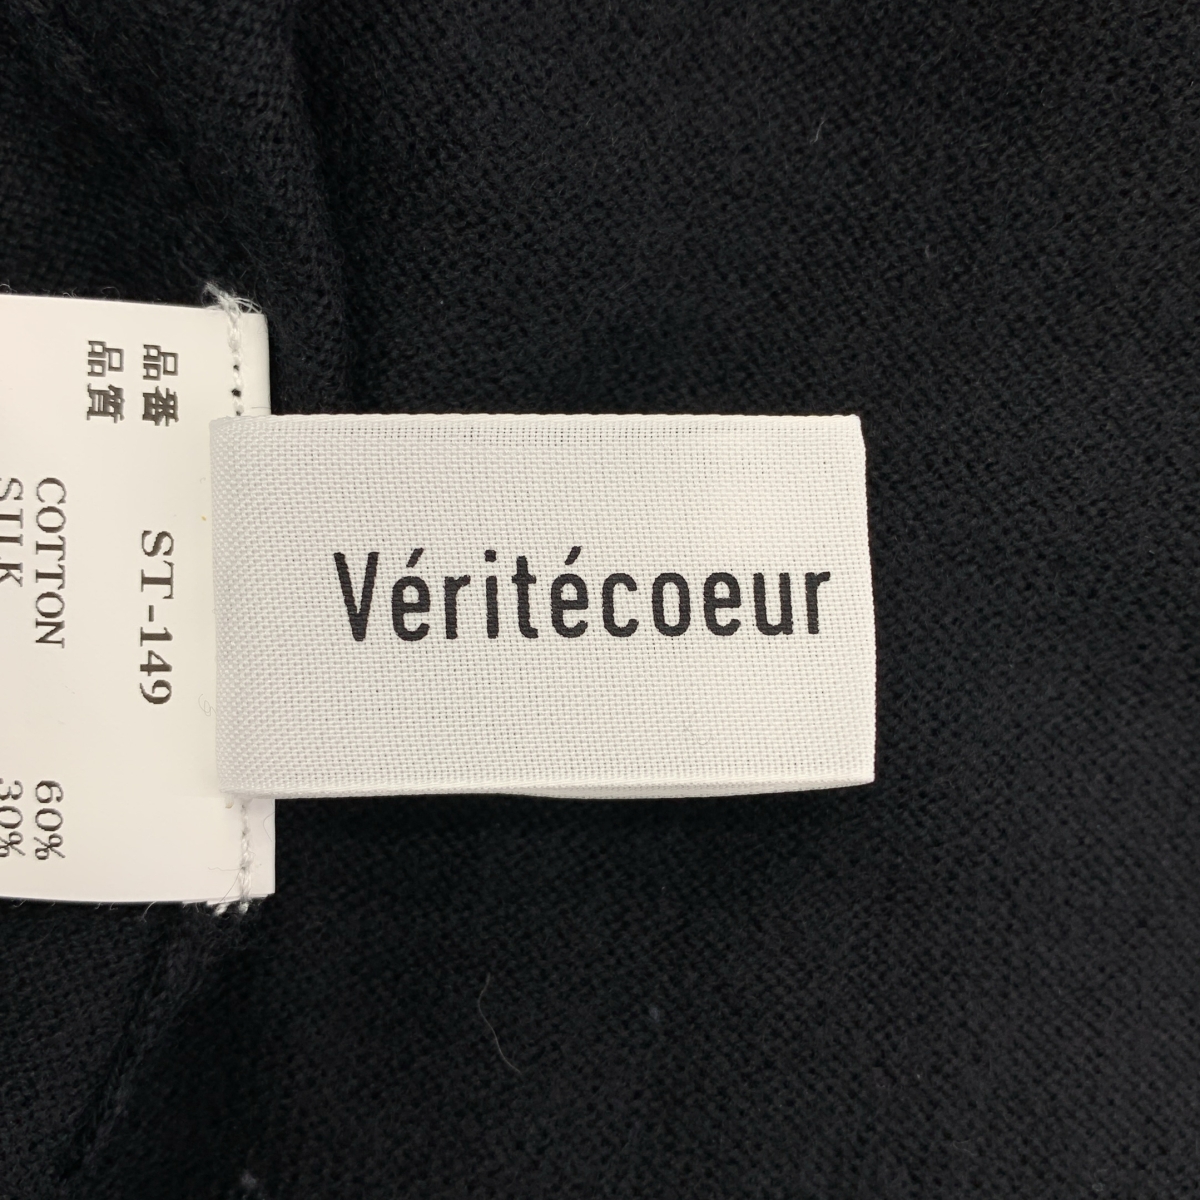 Véritécoeur
品番 ST-149
品質
COTTON 60%
SILK 30%